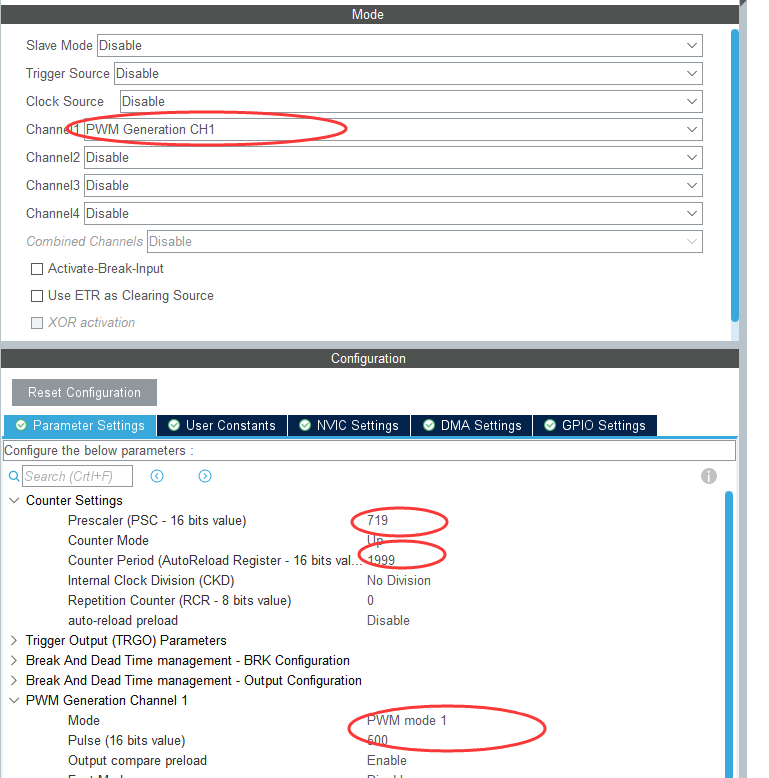 Mode
Slave Mode Disable
Trigger Source Disable
Clock Source Disable
Channel1 PWM Generation CH1
Channel2 Disable
Channel3 Disable
Channel4 Disable
Combined Channels Disable
Activate-Break-Input
Use ETR as Clearing Source
XOR activation
Configuration
Reset Configuration
Parameter Settings User Constants NVIC Settings DMA Settings GPIO Settings
Configure the below parameters :
Search (CrtI+F)
Counter Settings
Prescaler (PSC - 16 bits value) 719
Counter Mode Up
Counter Period (AutoReload Register - 16 bits val... 1999
Internal Clock Division (CKD) No Division
Repetition Counter (RCR - 8 bits value) 0
auto-reload preload Disable
Trigger Output (TRGO) Parameters
Break And Dead Time management - BRK Configuration
Break And Dead Time management - Output Configuration
PWM Generation Channel 1
Mode PWM mode 1
Pulse (16 bits value) 500
Output compare preload Enable